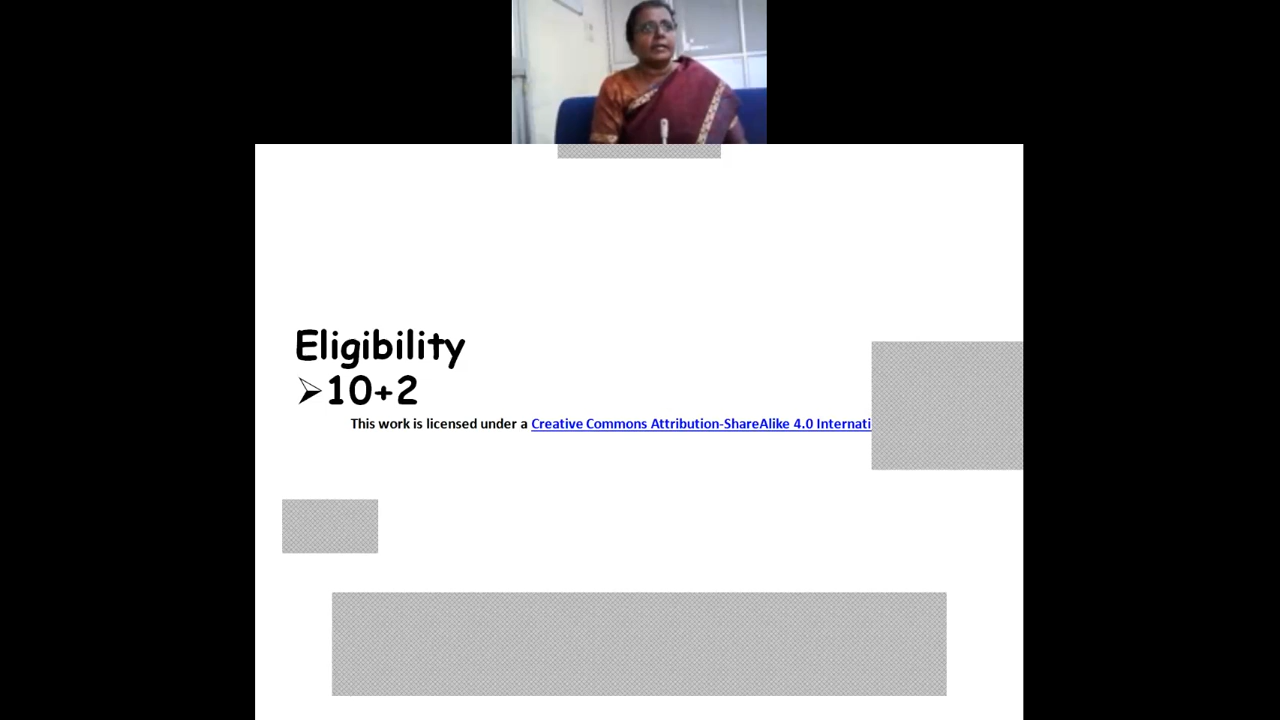 Eligibility
➢10+2
This work is licensed under a Creative Commons Attribution-ShareAlike 4.0 Internati